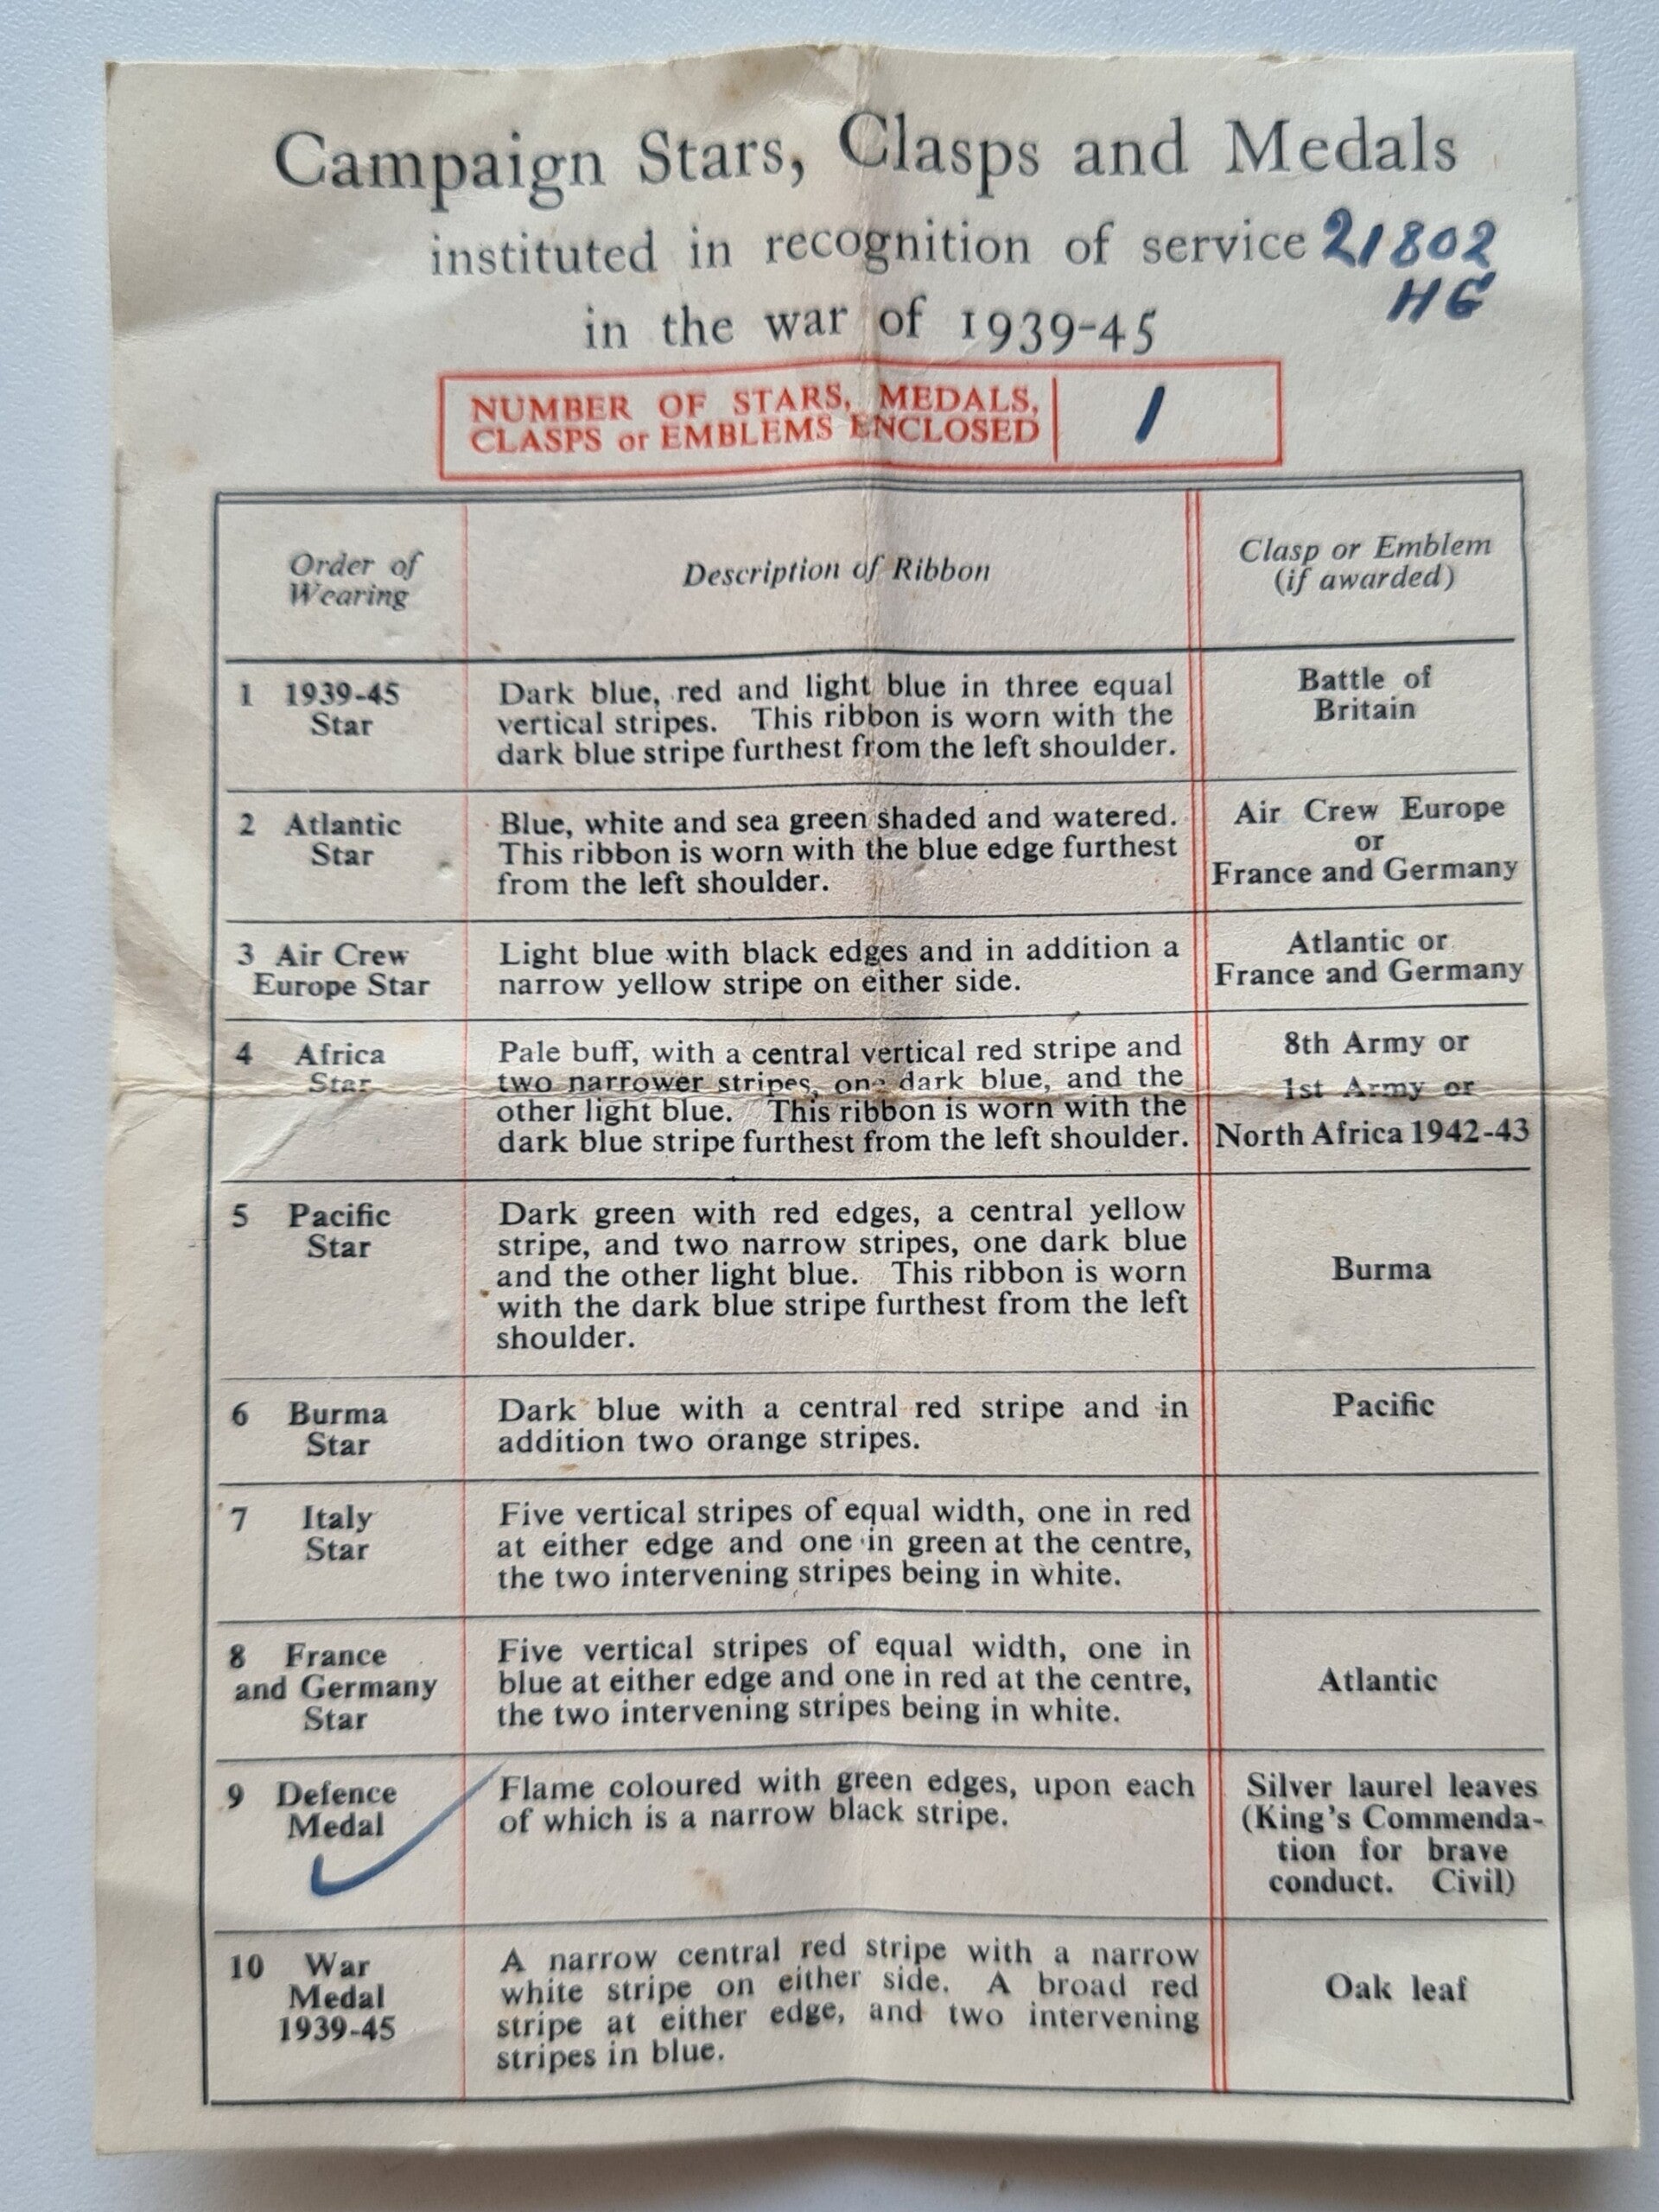 Campaign Stars, Clasps and Medals
instituted in recognition of service 21802
HG
in the war of 1939-45
NUMBER OF STARS, MEDALS,
CLASPS or EMBLEMS ENCLOSED
1
Order of
Wearing
Description of Ribbon
Clasp or Emblem
(if awarded)
1 1939-45
Star
Dark blue, red and light blue in three equal
vertical stripes. This ribbon is worn with the
dark blue stripe furthest from the left shoulder.
Battle of
Britain
2 Atlantic
Star
Blue, white and sea green shaded and watered.
This ribbon is worn with the blue edge furthest
from the left shoulder.
Air Crew Europe
or
France and Germany
3 Air Crew
Europe Star
Light blue with black edges and in addition a
narrow yellow stripe on either side.
Atlantic or
France and Germany
4 Africa
Star
Pale buff, with a central vertical red stripe and
two narrower stripes, one dark blue, and the
other light blue. This ribbon is worn with the
dark blue stripe furthest from the left shoulder.
8th Army or
1st Army or
North Africa 1942-43
5 Pacific
Star
Dark green with red edges, a central yellow
stripe, and two narrow stripes, one dark blue
and the other light blue. This ribbon is worn
with the dark blue stripe furthest from the left
shoulder.
Burma
6 Burma
Star
Dark blue with a central red stripe and in
addition two orange stripes.
Pacific
7 Italy
Star
Five vertical stripes of equal width, one in red
at either edge and one in green at the centre,
the two intervening stripes being in white.
8 France
and Germany
Star
Five vertical stripes of equal width, one in
blue at either edge and one in red at the centre,
the two intervening stripes being in white.
Atlantic
9 Defence
Medal
Flame coloured with green edges, upon each
of which is a narrow black stripe.
Silver laurel leaves
(King's Commenda-
tion for brave
conduct. Civil)
10 War
Medal
1939-45
A narrow central red stripe with a narrow
white stripe on either side. A broad red
stripe at either edge, and two intervening
stripes in blue.
Oak leaf